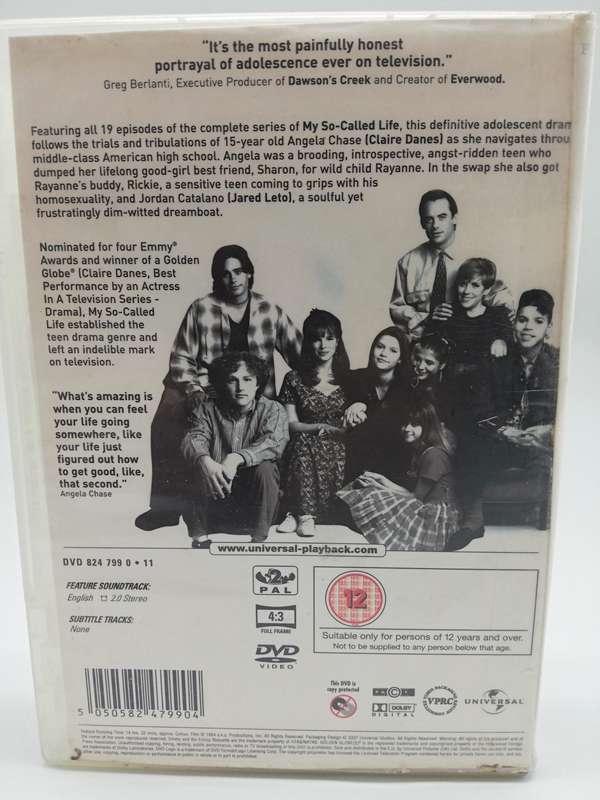 "It's the most painfully honest
portrayal of adolescence ever on television."
Greg Berlanti, Executive Producer of Dawson's Creek and Creator of Everwood.
Featuring all 19 episodes of the complete series of My So-Called Life, this definitive adolescent dram
follows the trials and tribulations of 15-year old Angela Chase (Claire Danes) as she navigates throu
middle-class American high school. Angela was a brooding, introspective, angst-ridden teen who
dumped her lifelong good-girl best friend, Sharon, for wild child Rayanne. In the swap she also got
Rayanne's buddy, Rickie, a sensitive teen coming to grips with his
homosexuality, and Jordan Catalano (Jared Leto), a soulful yet
frustratingly dim-witted dreamboat.
Nominated for four Emmy®
Awards and winner of a Golden
Globe® (Claire Danes, Best
Performance by an Actress
In A Television Series -
Drama), My So-Called
Life established the
teen drama genre and
left an indelible mark
on television.
"What's amazing is
when you can feel
your life going
somewhere, like
your life just
figured out how
to get good, like,
that second."
Angela Chase
www.universal-playback.com
DVD 824 799 0 • 11
FEATURE SOUNDTRACK:
English 2.0 Stereo
SUBTITLE TRACKS:
None
2
PAL
4:3
FULL FRAME
DVD
VIDEO
12
Suitable only for persons of 12 years and over.
Not to be supplied to any person below that age.
This DVD is
copy protected
DOLBY
DIGITAL
VPRC
UNIVERSAL
5 050582 479904